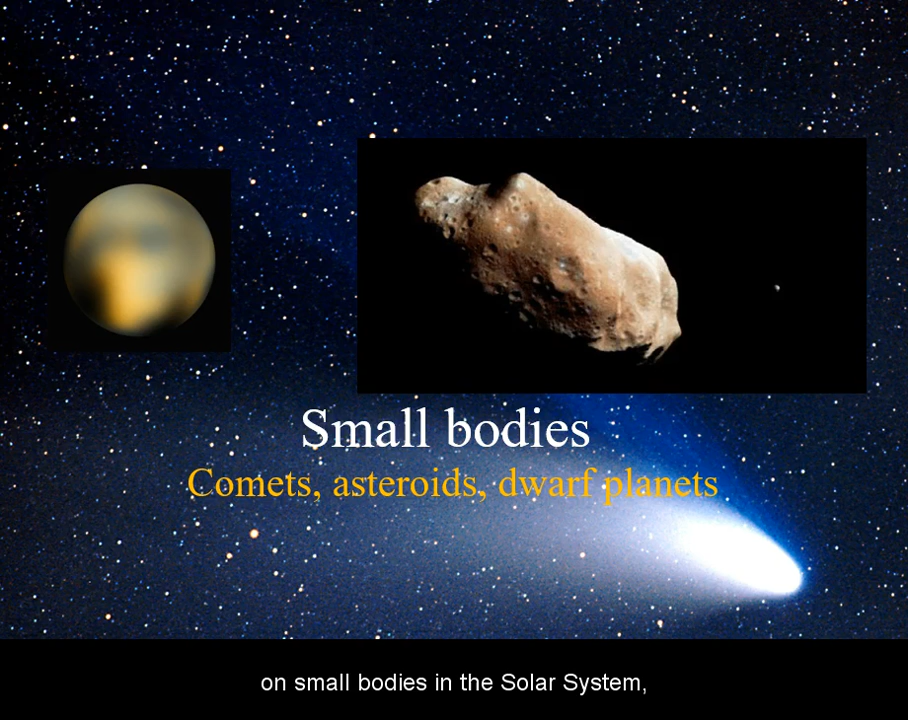 Small bodies
Comets, asteroids, dwarf planets
on small bodies in the Solar System,